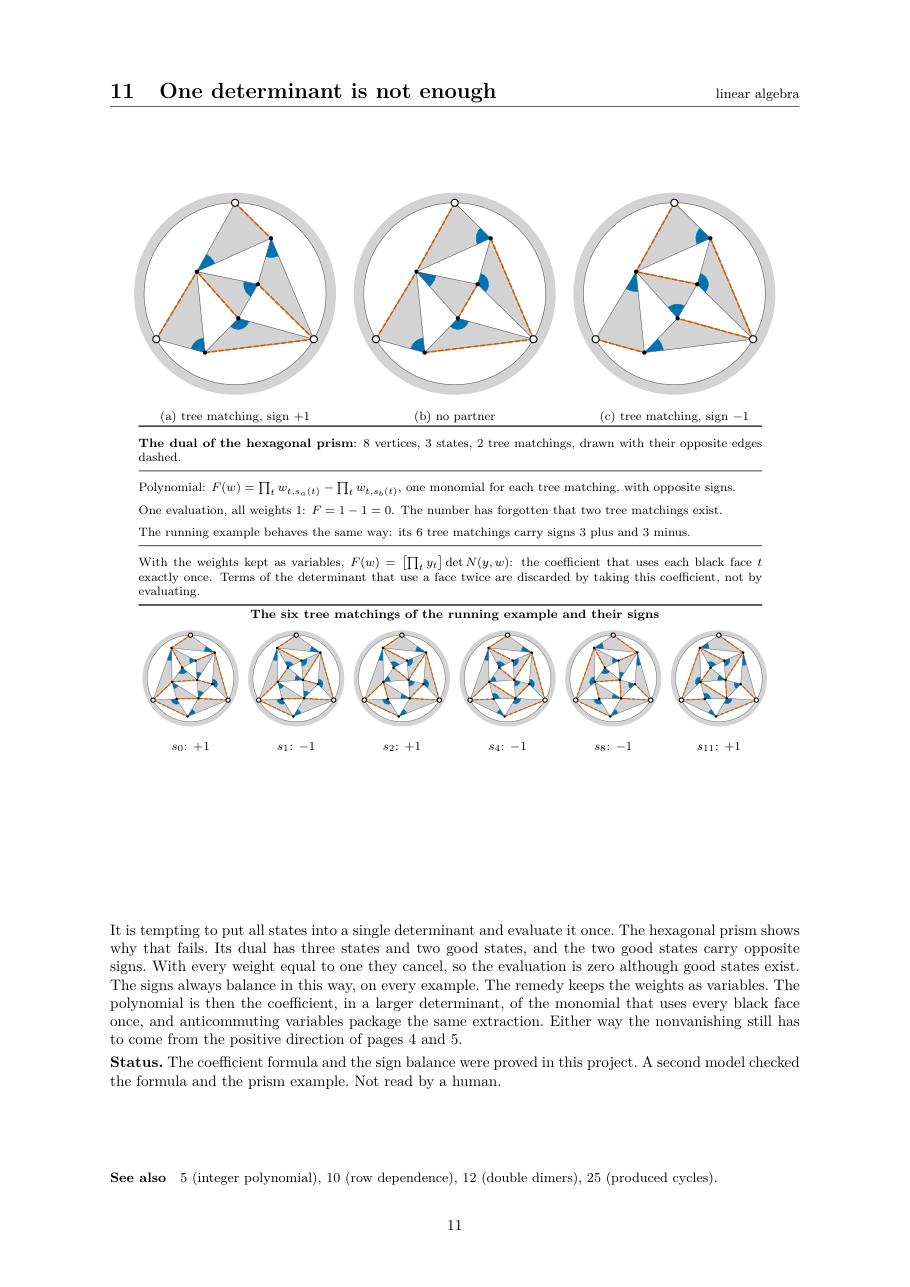 11 One determinant is not enough
linear algebra
(a) tree matching, sign +1
(b) no partner
(c) tree matching, sign −1
The dual of the hexagonal prism: 8 vertices, 3 states, 2 tree matchings, drawn with their opposite edges
dashed.
Polynomial: F(w) = ∏ₜ w_{t,s_a(t)} − ∏ₜ w_{t,s_b(t)}, one monomial for each tree matching, with opposite signs.
One evaluation, all weights 1: F = 1 − 1 = 0. The number has forgotten that two tree matchings exist.
The running example behaves the same way: its 6 tree matchings carry signs 3 plus and 3 minus.
With the weights kept as variables, F(w) = [∏ₜ yₜ] det N(y, w): the coefficient that uses each black face t
exactly once. Terms of the determinant that use a face twice are discarded by taking this coefficient, not by
evaluating.
The six tree matchings of the running example and their signs
s₀: +1
s₁: −1
s₂: +1
s₄: −1
s₈: −1
s₁₁: +1
It is tempting to put all states into a single determinant and evaluate it once. The hexagonal prism shows
why that fails. Its dual has three states and two good states, and the two good states carry opposite
signs. With every weight equal to one they cancel, so the evaluation is zero although good states exist.
The signs always balance in this way, on every example. The remedy keeps the weights as variables. The
polynomial is then the coefficient, in a larger determinant, of the monomial that uses every black face
once, and anticommuting variables package the same extraction. Either way the nonvanishing still has
to come from the positive direction of pages 4 and 5.
Status. The coefficient formula and the sign balance were proved in this project. A second model checked
the formula and the prism example. Not read by a human.
See also 5 (integer polynomial), 10 (row dependence), 12 (double dimers), 25 (produced cycles).
11